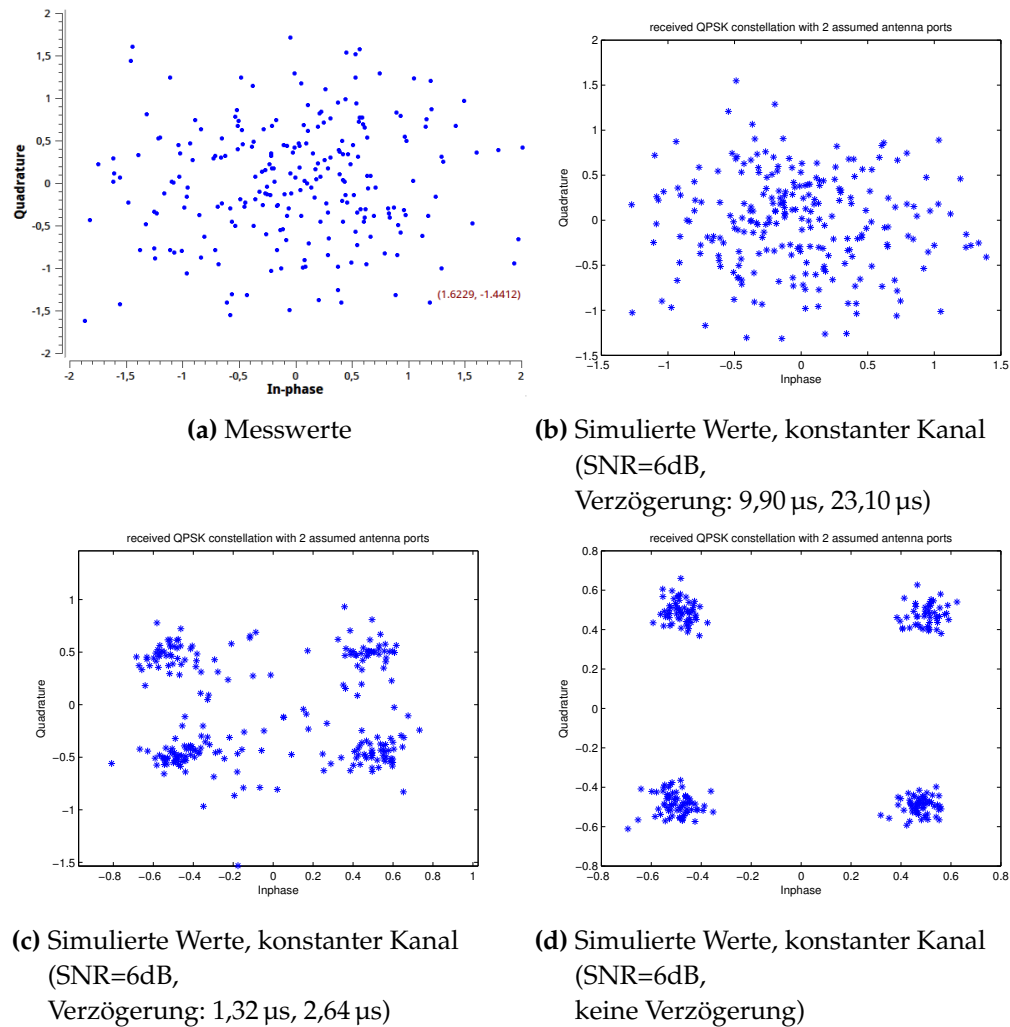 2
1,5
1
0,5
0
-0,5
-1
-1,5
-2
Quadrature
(1.6229, -1.4412)
-2 -1,5 -1 -0,5 0 0,5 1 1,5 2
In-phase
(a) Messwerte
received QPSK constellation with 2 assumed antenna ports
2
1.5
1
0.5
0
−0.5
−1
−1.5
Quadrature
−1.5 −1 −0.5 0 0.5 1 1.5
Inphase
(b) Simulierte Werte, konstanter Kanal
(SNR=6dB,
Verzögerung: 9,90 µs, 23,10 µs)
received QPSK constellation with 2 assumed antenna ports
1
0.5
0
−0.5
−1
−1.5
Quadrature
−0.8 −0.6 −0.4 −0.2 0 0.2 0.4 0.6 0.8 1
Inphase
(c) Simulierte Werte, konstanter Kanal
(SNR=6dB,
Verzögerung: 1,32 µs, 2,64 µs)
received QPSK constellation with 2 assumed antenna ports
0.8
0.6
0.4
0.2
0
−0.2
−0.4
−0.6
−0.8
Quadrature
−0.8 −0.6 −0.4 −0.2 0 0.2 0.4 0.6 0.8
Inphase
(d) Simulierte Werte, konstanter Kanal
(SNR=6dB,
keine Verzögerung)